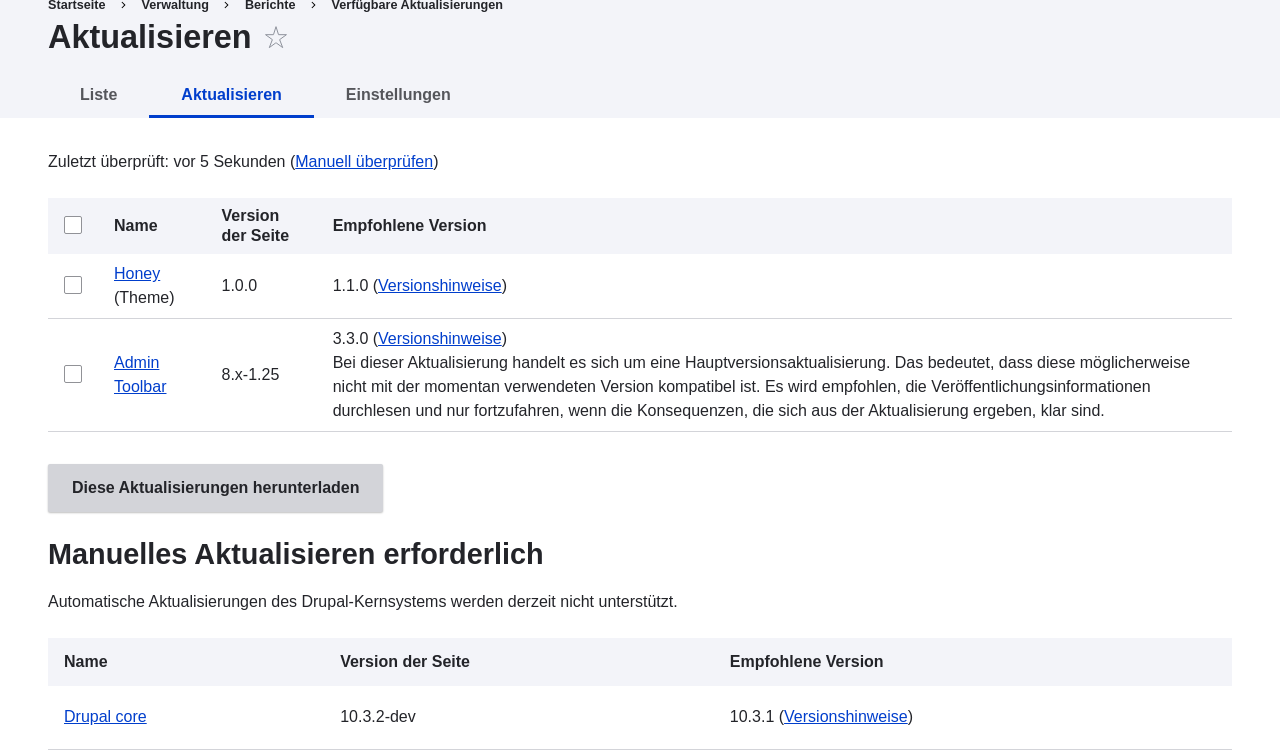 Startseite > Verwaltung > Berichte > Verfügbare Aktualisierungen
Aktualisieren ☆
Liste Aktualisieren Einstellungen
Zuletzt überprüft: vor 5 Sekunden (Manuell überprüfen)
Name Version der Seite Empfohlene Version
Honey (Theme) 1.0.0 1.1.0 (Versionshinweise)
Admin Toolbar 8.x-1.25 3.3.0 (Versionshinweise)
Bei dieser Aktualisierung handelt es sich um eine Hauptversionsaktualisierung. Das bedeutet, dass diese möglicherweise
nicht mit der momentan verwendeten Version kompatibel ist. Es wird empfohlen, die Veröffentlichungsinformationen
durchlesen und nur fortzufahren, wenn die Konsequenzen, die sich aus der Aktualisierung ergeben, klar sind.
Diese Aktualisierungen herunterladen
Manuelles Aktualisieren erforderlich
Automatische Aktualisierungen des Drupal-Kernsystems werden derzeit nicht unterstützt.
Name Version der Seite Empfohlene Version
Drupal core 10.3.2-dev 10.3.1 (Versionshinweise)